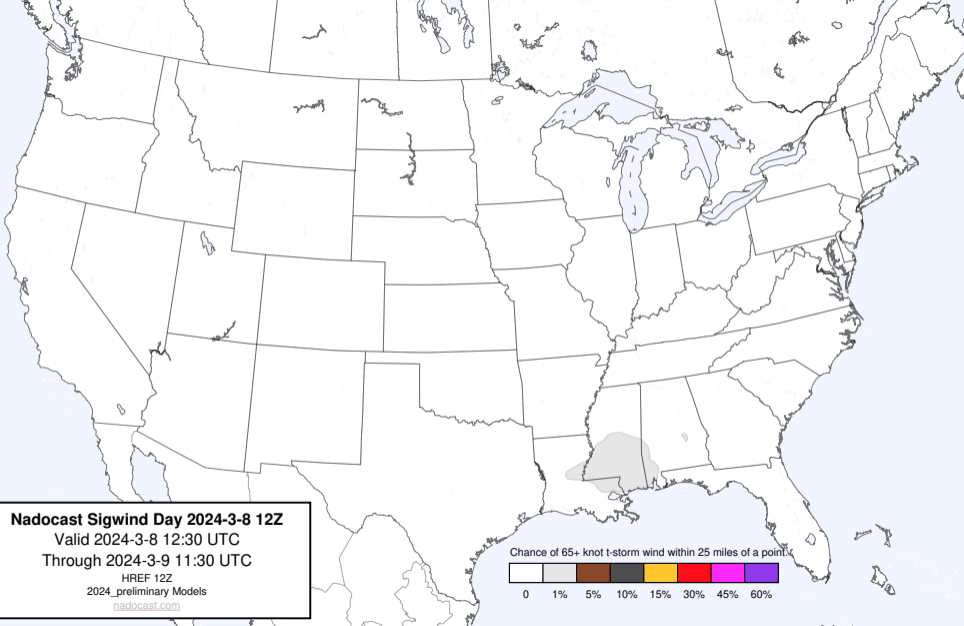 Nadocast Sigwind Day 2024-3-8 12Z
Valid 2024-3-8 12:30 UTC
Through 2024-3-9 11:30 UTC
HREF 12Z
2024_preliminary Models
nadocast.com
Chance of 65+ knot t-storm wind within 25 miles of a point.
0 1% 5% 10% 15% 30% 45% 60%